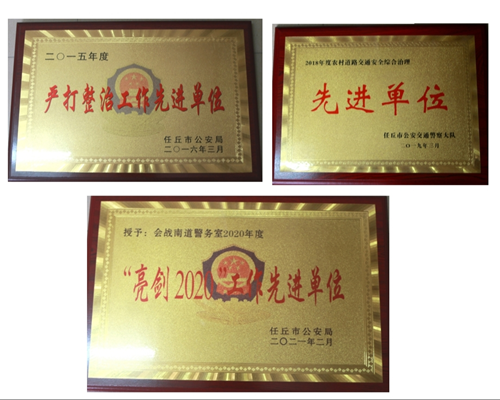 二〇一五年度
严打整治工作先进单位
任丘市公安局
二〇一六年三月
2018年度农村道路交通安全综合治理
先进单位
任丘市公安交通警察大队
二〇一九年三月
授予：会战南道警务室2020年度
“亮剑2020”工作先进单位
任丘市公安局
二〇二一年二月